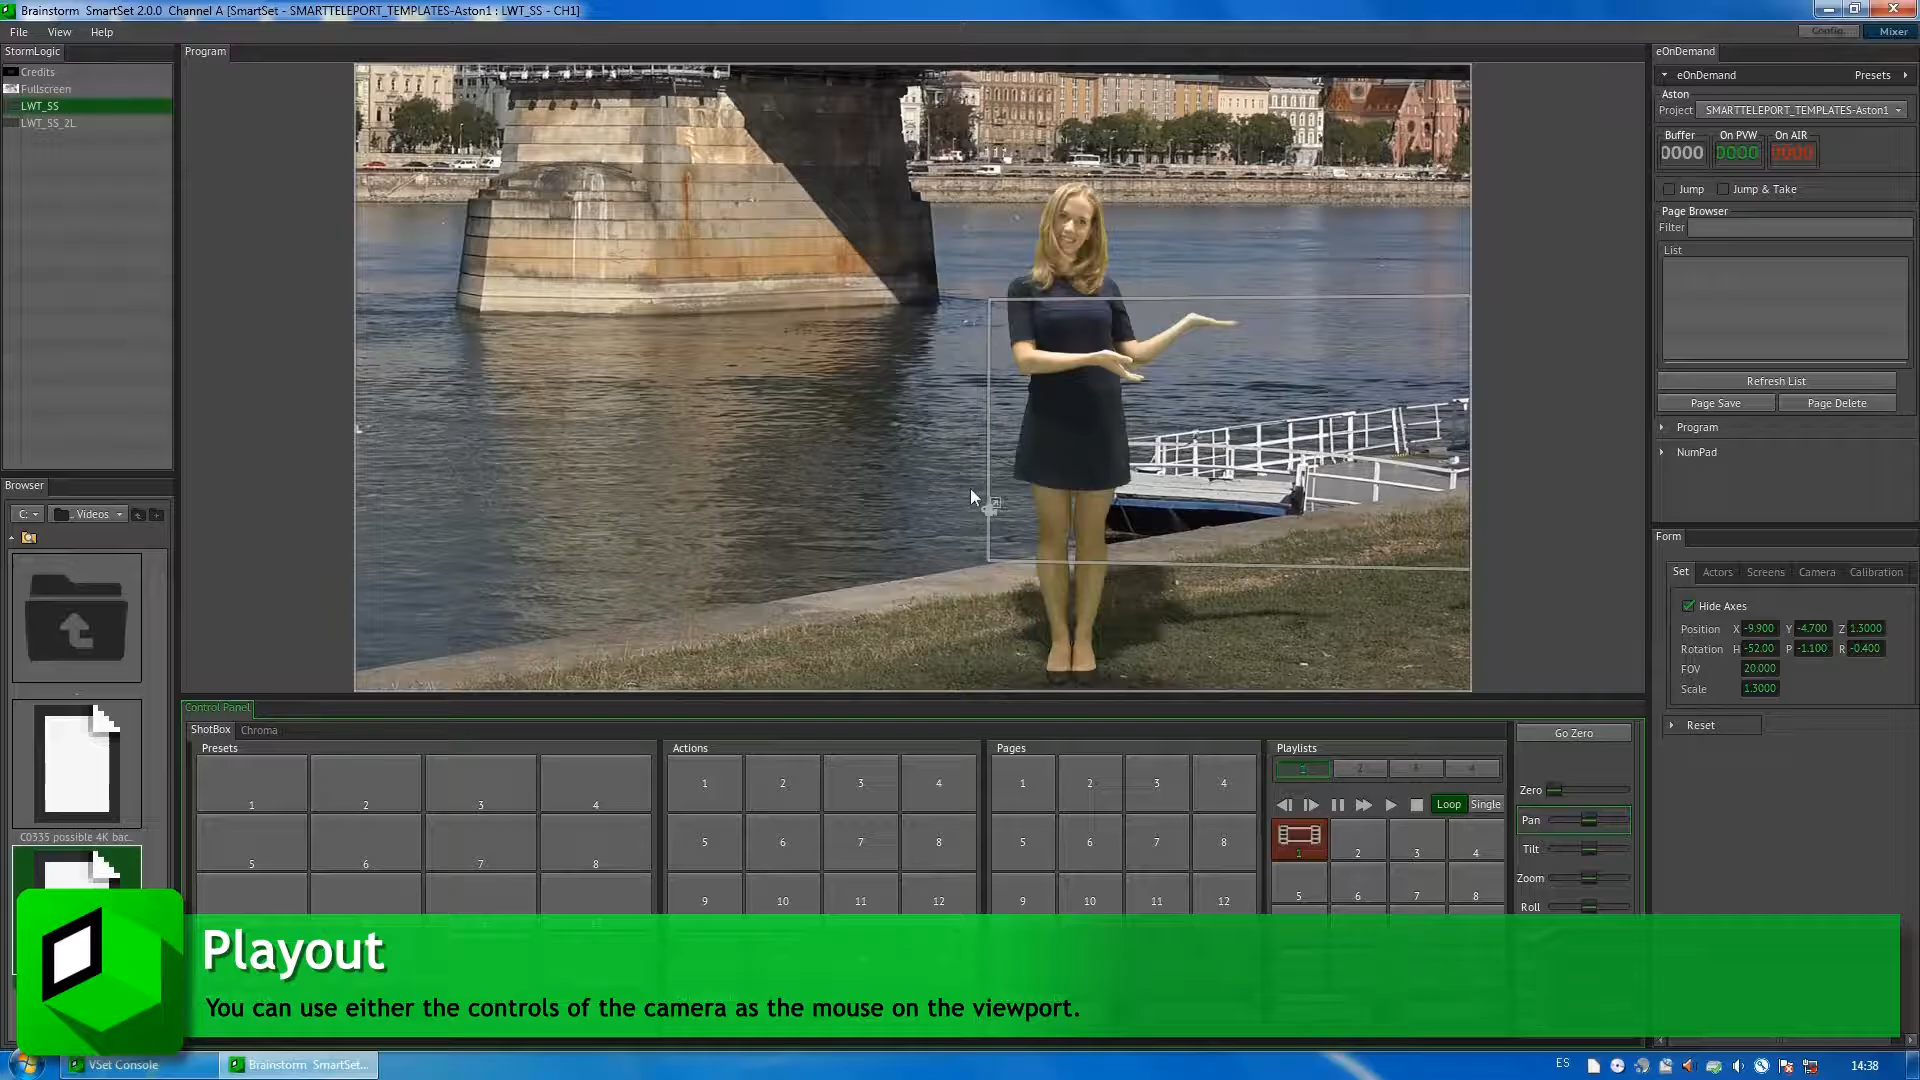 Brainstorm SmartSet 2.0.0 Channel A [SmartSet - SMARTTELEPORT_TEMPLATES-Aston1 : LWT_SS - CH1]
File View Help
Config. Mixer
StormLogic
Credits
Fullscreen
LWT_SS
LWT_SS_2L
Program
eOnDemand
eOnDemand Presets
Aston
Project SMARTTELEPORT_TEMPLATES-Aston1
Buffer On PVW On AIR
0000 0000 0000
Jump Jump & Take
Page Browser
Filter
List
Refresh List
Page Save Page Delete
Program
NumPad
Browser
C: .. Videos
..
C0335 possible 4K bac..
Form
Set Actors Screens Camera Calibration
Hide Axes
Position X -9.900 Y -4.700 Z 1.3000
Rotation H -52.00 P -1.100 R -0.400
FOV 20.000
Scale 1.3000
Reset
Control Panel
ShotBox Chroma
Presets
1 2 3 4
5 6 7 8
Actions
1 2 3 4
5 6 7 8
9 10 11 12
Pages
1 2 3 4
5 6 7 8
9 10 11 12
Playlists
1 2 3 4
Loop Single
1 2 3 4
5 6 7 8
Go Zero
Zero
Pan
Tilt
Zoom
Roll
Playout
You can use either the controls of the camera as the mouse on the viewport.
VSet Console
Brainstorm SmartSet...
ES
14:38